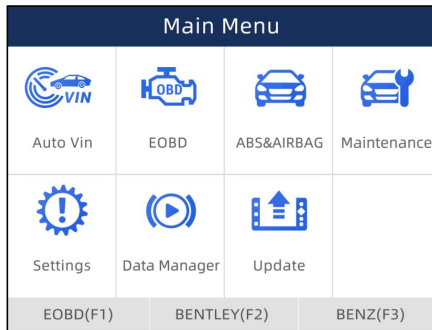 Main Menu
VIN
OBD
Auto Vin
EOBD
ABS&AIRBAG
Maintenance
Settings
Data Manager
Update
EOBD(F1)
BENTLEY(F2)
BENZ(F3)